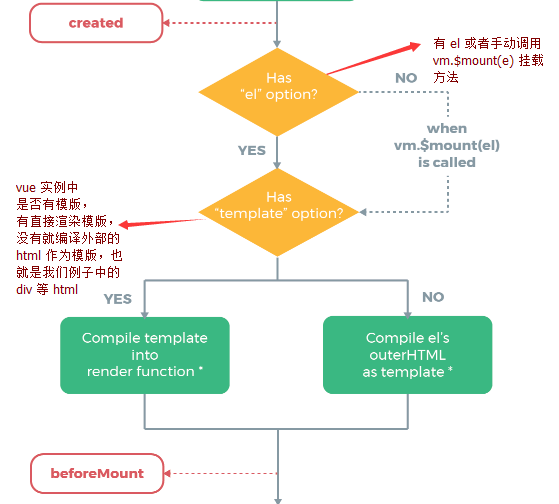 created
有 el 或者手动调用
vm.$mount(e) 挂载
方法
Has
“el” option?
NO
when
vm.$mount(el)
is called
YES
vue 实例中
是否有模版，
有直接渲染模版，
没有就编译外部的
html 作为模版，也
就是我们例子中的
div 等 html
Has
“template” option?
YES
NO
Compile template
into
render function *
Compile el’s
outerHTML
as template *
beforeMount